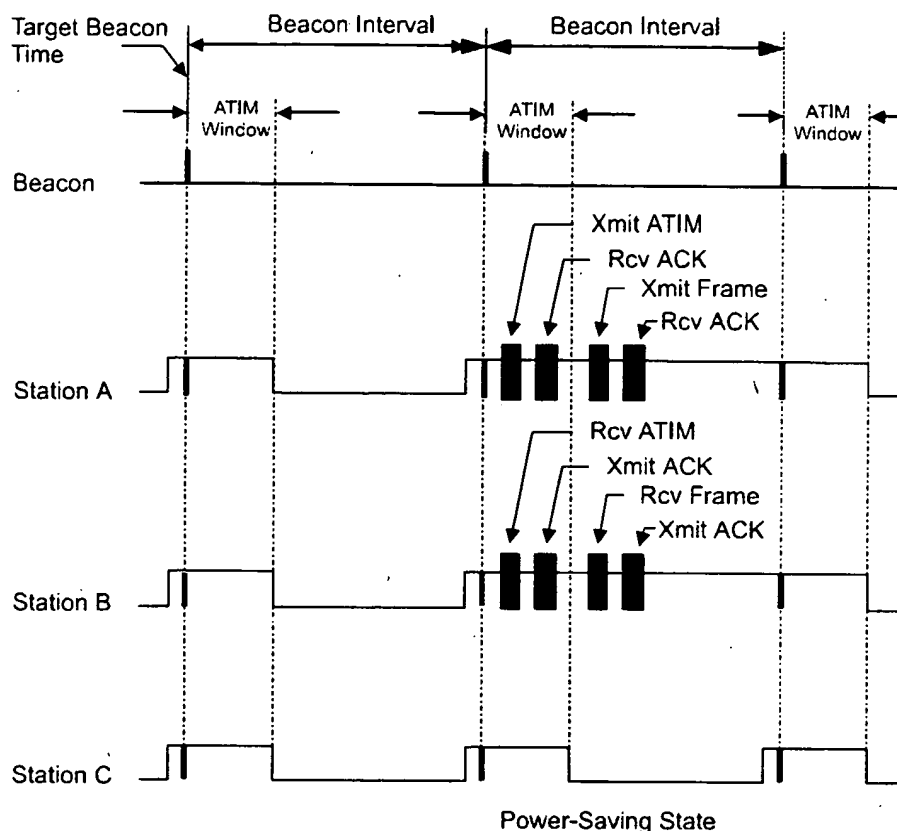 Target Beacon
Time
Beacon Interval
Beacon Interval
ATIM
Window
ATIM
Window
ATIM
Window
Beacon
Xmit ATIM
Rcv ACK
Xmit Frame
Rcv ACK
Station A
Rcv ATIM
Xmit ACK
Rcv Frame
Xmit ACK
Station B
Station C
Power-Saving State